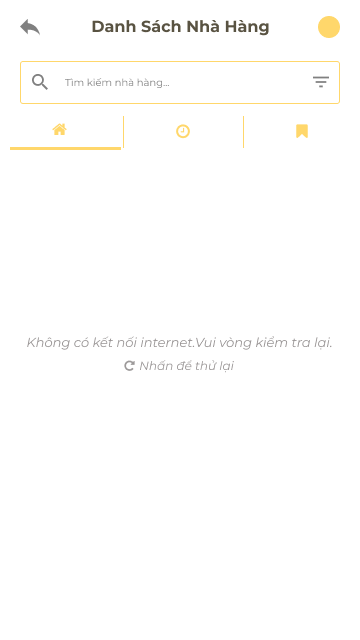 Danh Sách Nhà Hàng
Tìm kiếm nhà hàng...
Không có kết nối internet.Vui vòng kiểm tra lại.
Nhấn để thử lại